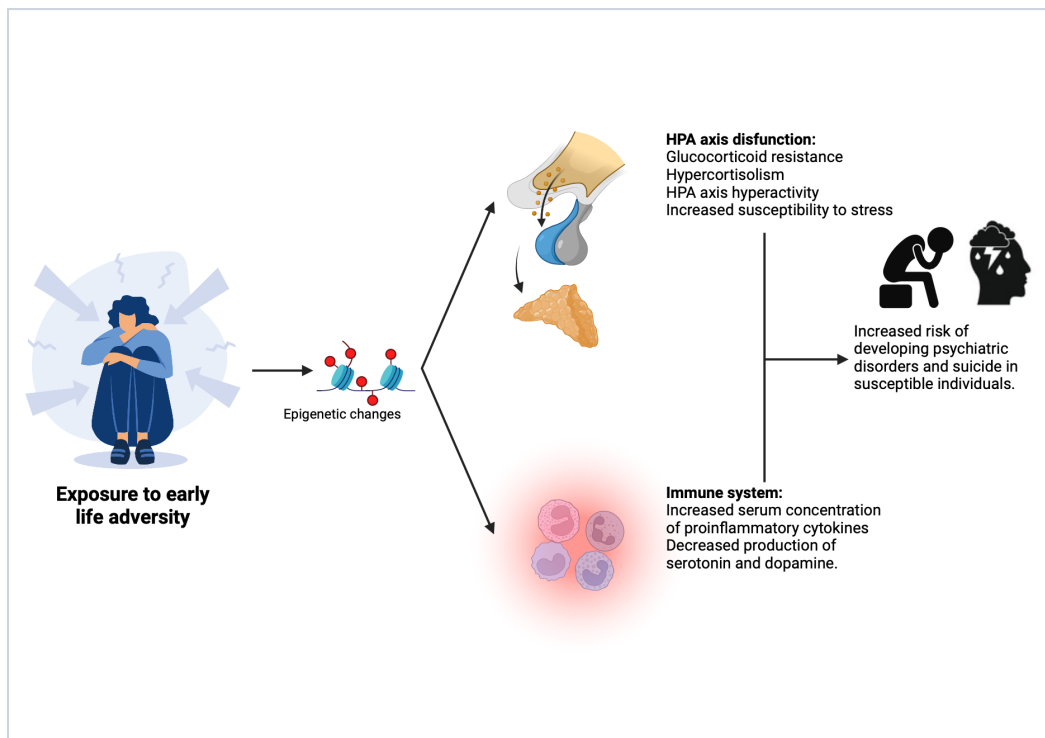 Exposure to early
life adversity
Epigenetic changes
HPA axis disfunction:
Glucocorticoid resistance
Hypercortisolism
HPA axis hyperactivity
Increased susceptibility to stress
Immune system:
Increased serum concentration
of proinflammatory cytokines
Decreased production of
serotonin and dopamine.
Increased risk of
developing psychiatric
disorders and suicide in
susceptible individuals.